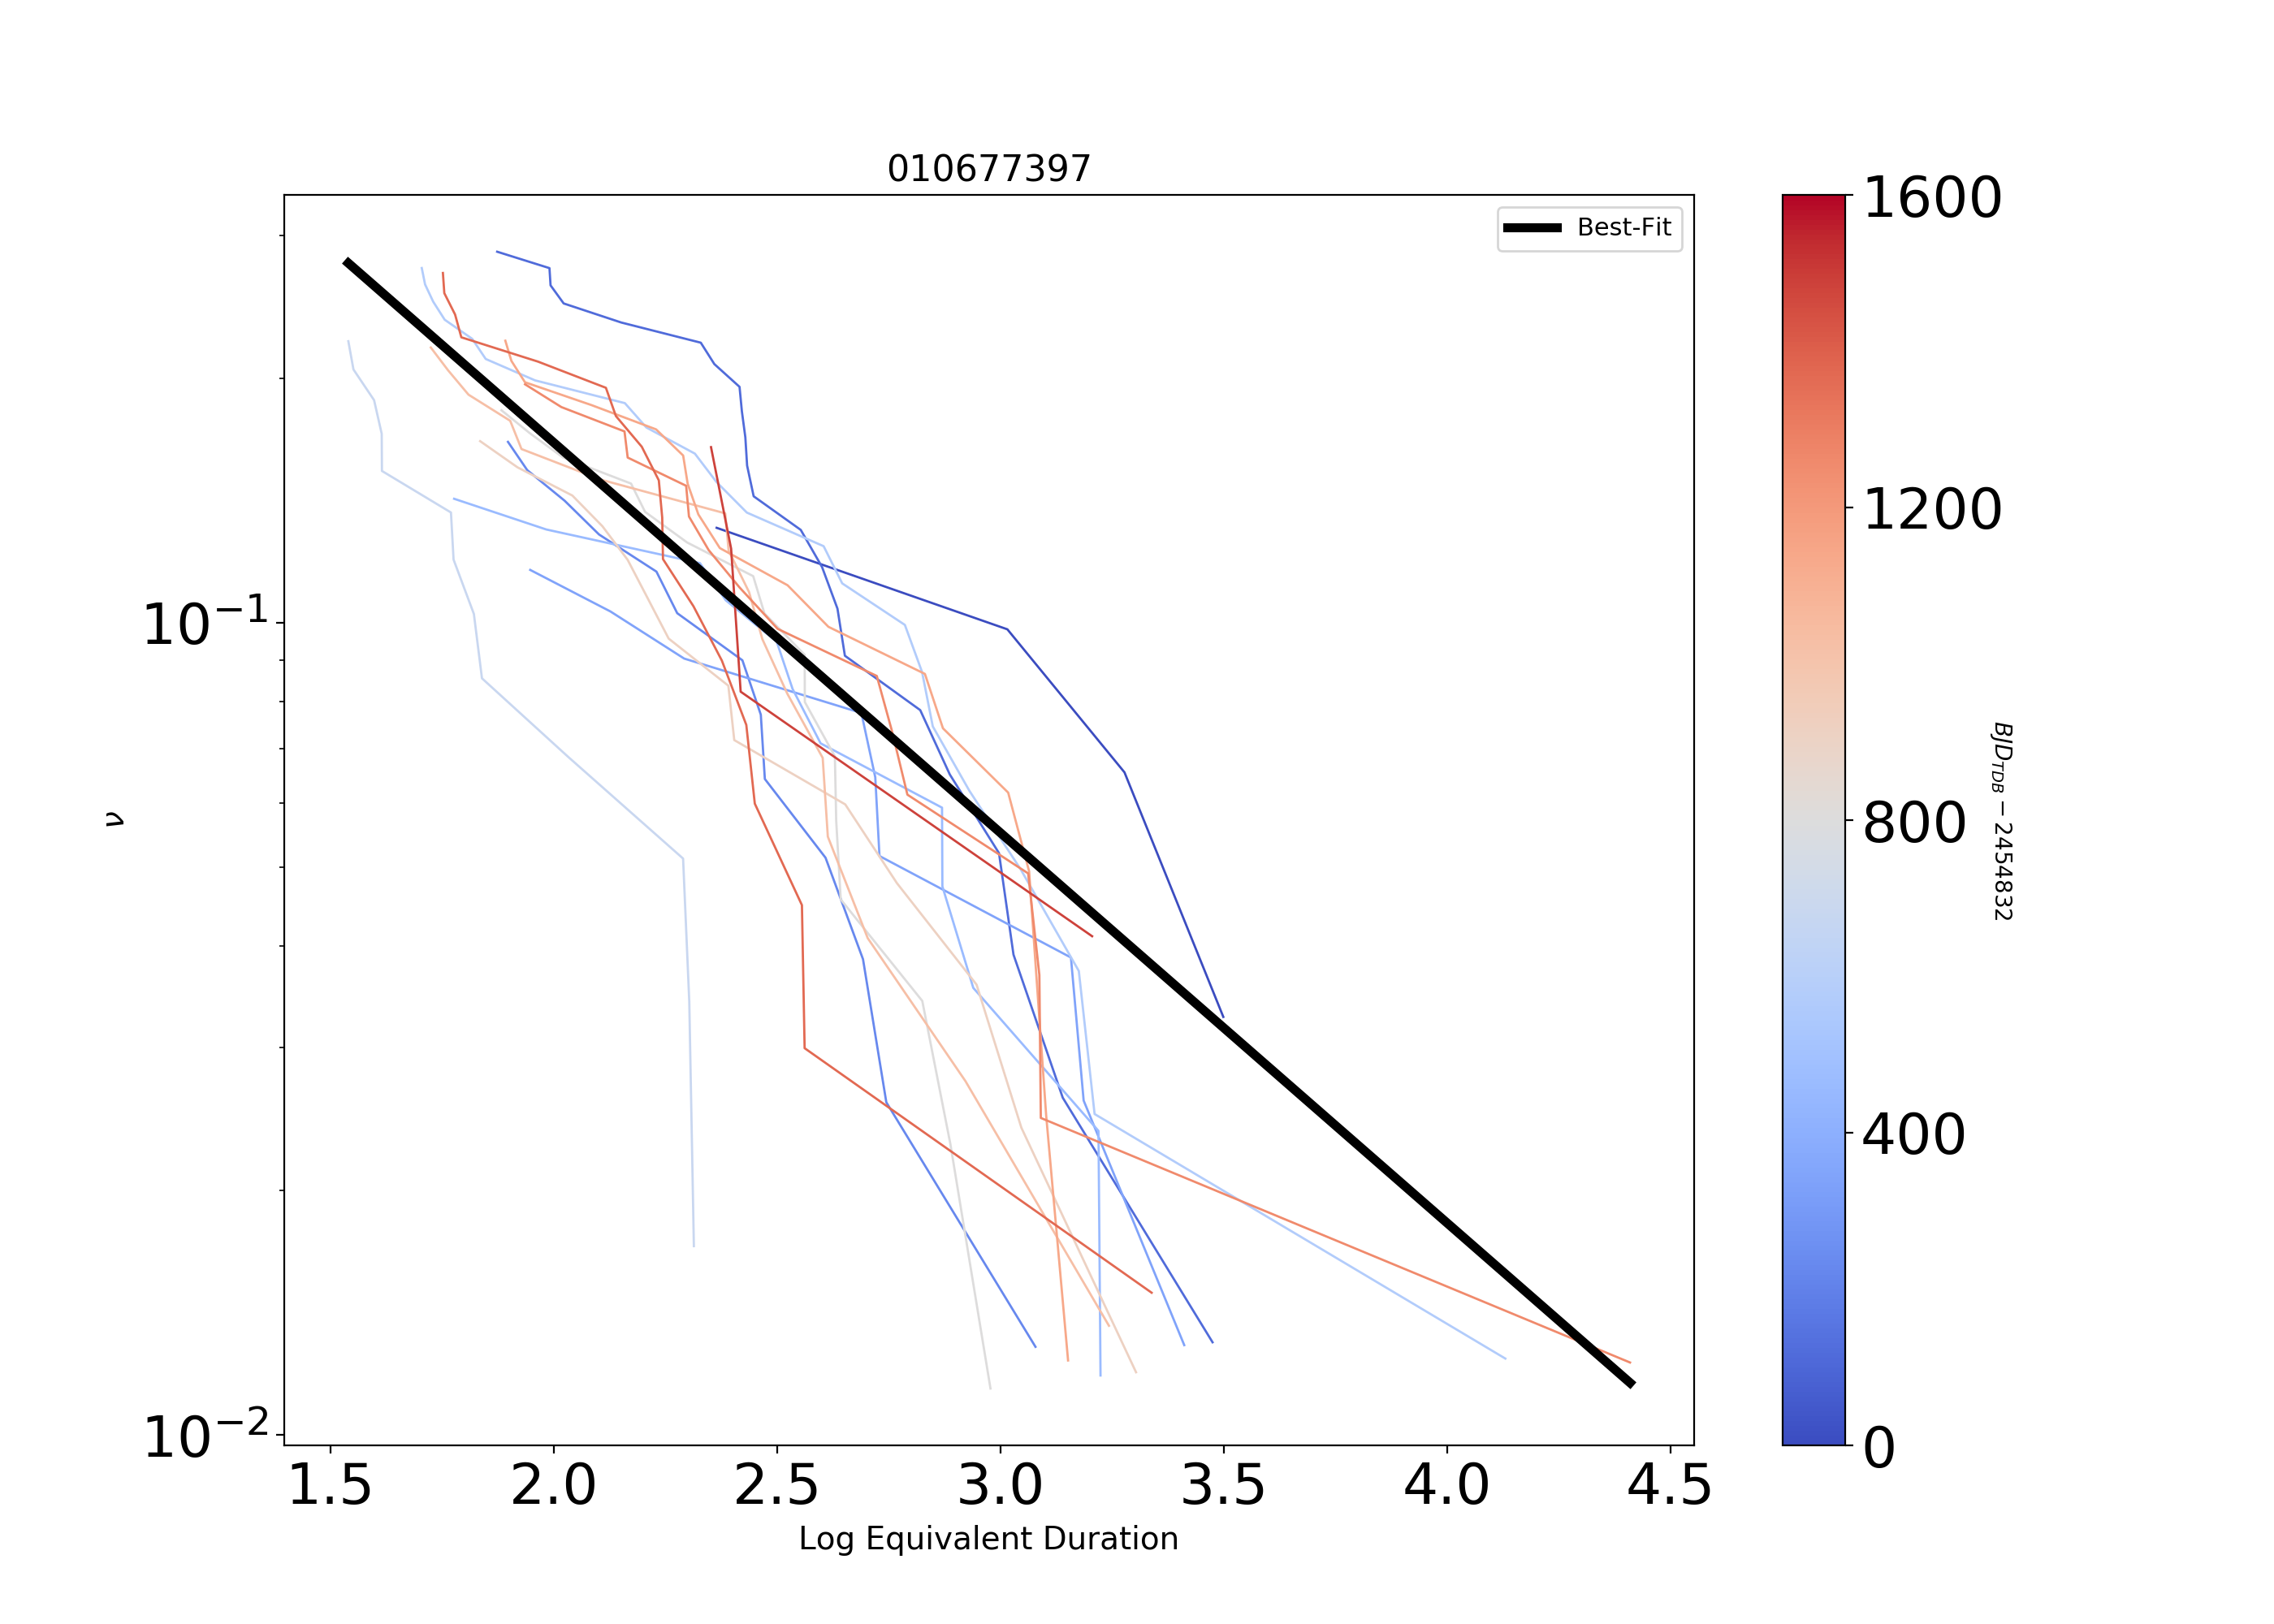 010677397
Best-Fit
10⁻¹
10⁻²
ν
1.5 2.0 2.5 3.0 3.5 4.0 4.5
Log Equivalent Duration
1600
1200
800
400
0
BJD_TDB − 2454832